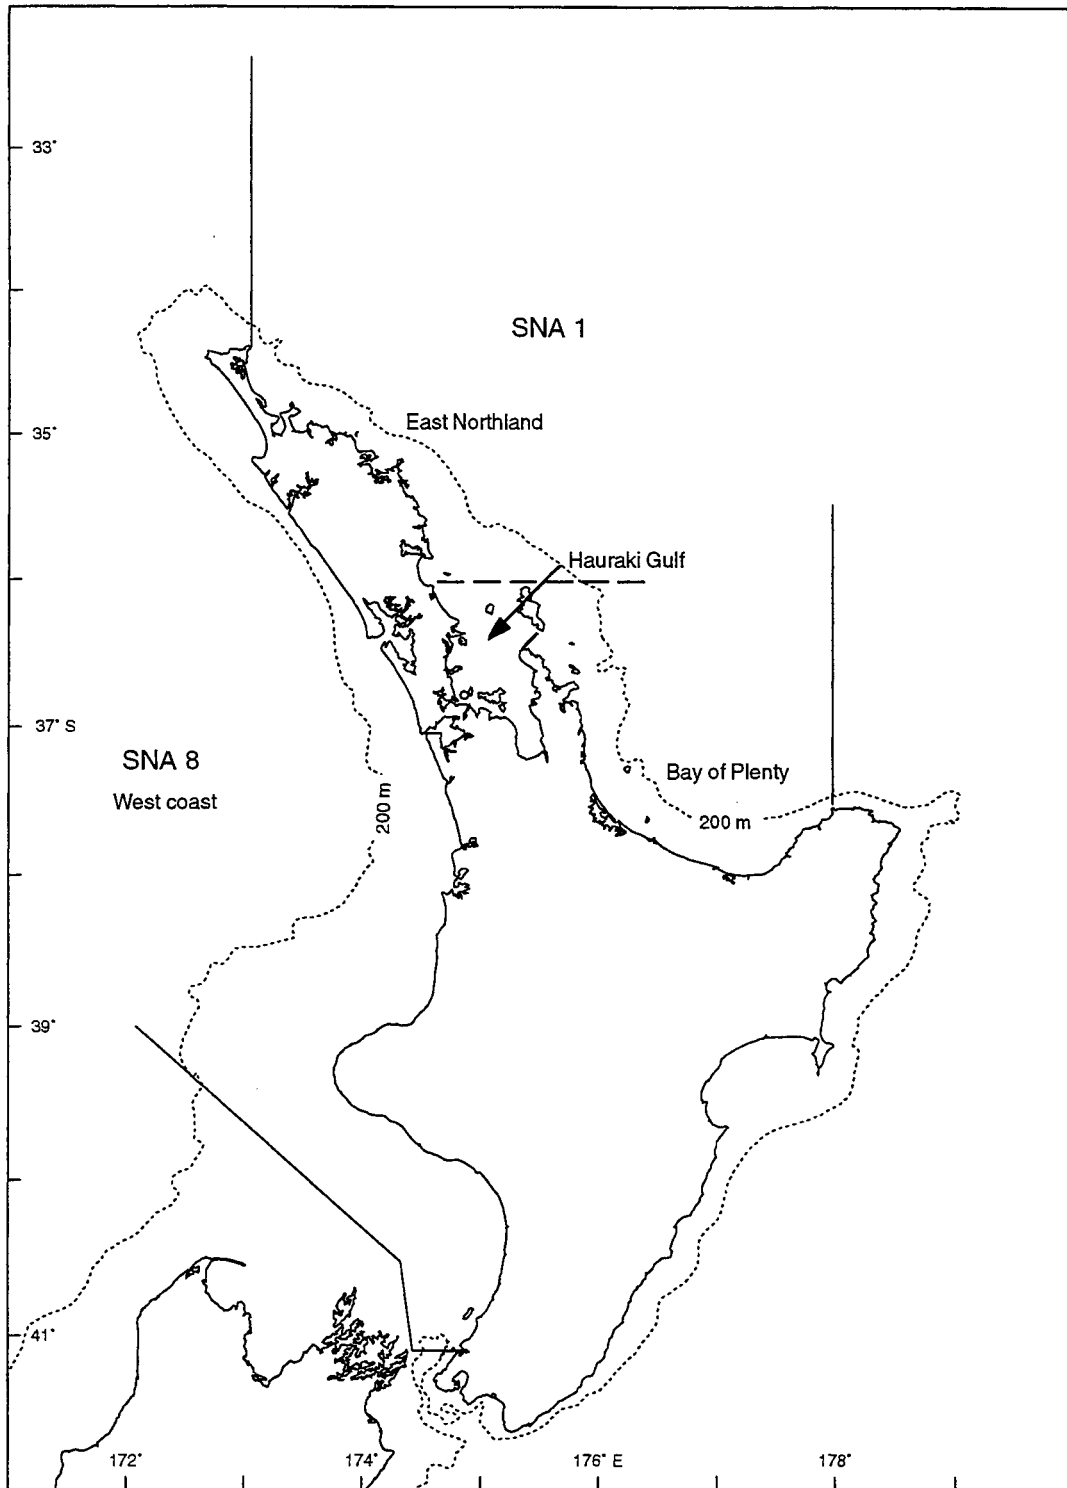 33°
SNA 1
East Northland
35°
Hauraki Gulf
37° S
SNA 8
West coast
Bay of Plenty
200 m
200 m
39°
41°
172°
174°
176° E
178°